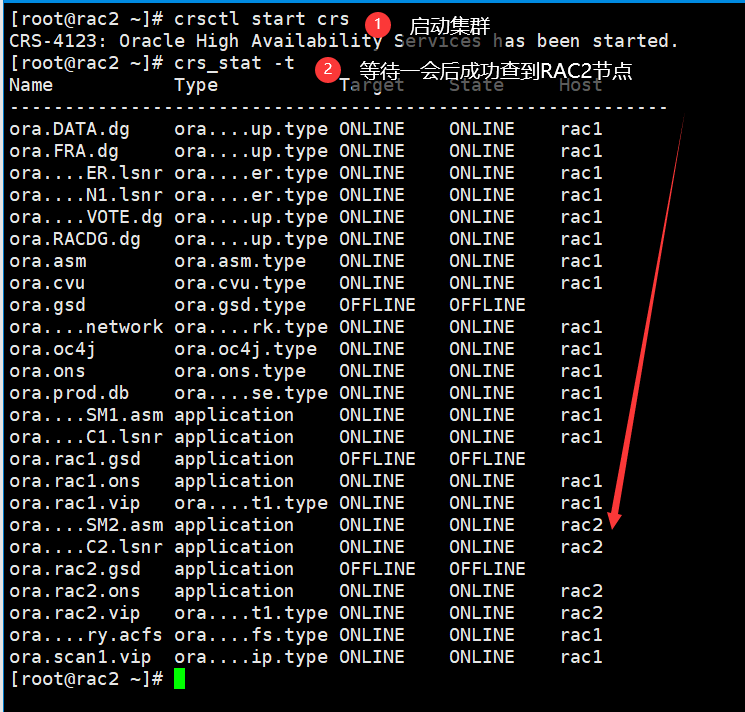 [root@rac2 ~]# crsctl start crs 1 启动集群
CRS-4123: Oracle High Availability Services has been started.
[root@rac2 ~]# crs_stat -t 2 等待一会后成功查到RAC2节点
Name Type Target State Host
------------------------------------------------------------
ora.DATA.dg ora....up.type ONLINE ONLINE rac1
ora.FRA.dg ora....up.type ONLINE ONLINE rac1
ora....ER.lsnr ora....er.type ONLINE ONLINE rac1
ora....N1.lsnr ora....er.type ONLINE ONLINE rac1
ora....VOTE.dg ora....up.type ONLINE ONLINE rac1
ora.RACDG.dg ora....up.type ONLINE ONLINE rac1
ora.asm ora.asm.type ONLINE ONLINE rac1
ora.cvu ora.cvu.type ONLINE ONLINE rac1
ora.gsd ora.gsd.type OFFLINE OFFLINE
ora....network ora....rk.type ONLINE ONLINE rac1
ora.oc4j ora.oc4j.type ONLINE ONLINE rac1
ora.ons ora.ons.type ONLINE ONLINE rac1
ora.prod.db ora....se.type ONLINE ONLINE rac1
ora....SM1.asm application ONLINE ONLINE rac1
ora....C1.lsnr application ONLINE ONLINE rac1
ora.rac1.gsd application OFFLINE OFFLINE
ora.rac1.ons application ONLINE ONLINE rac1
ora.rac1.vip ora....t1.type ONLINE ONLINE rac1
ora....SM2.asm application ONLINE ONLINE rac2
ora....C2.lsnr application ONLINE ONLINE rac2
ora.rac2.gsd application OFFLINE OFFLINE
ora.rac2.ons application ONLINE ONLINE rac2
ora.rac2.vip ora....t1.type ONLINE ONLINE rac2
ora....ry.acfs ora....fs.type ONLINE ONLINE rac1
ora.scan1.vip ora....ip.type ONLINE ONLINE rac1
[root@rac2 ~]#